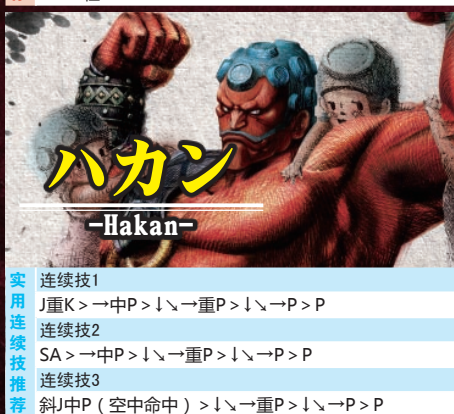 ハカン
-Hakan-
实用连续技推荐
连续技1
J重K > →中P > ↓↘→重P > ↓↘→P > P
连续技2
SA > →中P > ↓↘→重P > ↓↘→P > P
连续技3
斜J中P（空中命中）> ↓↘→重P > ↓↘→P > P